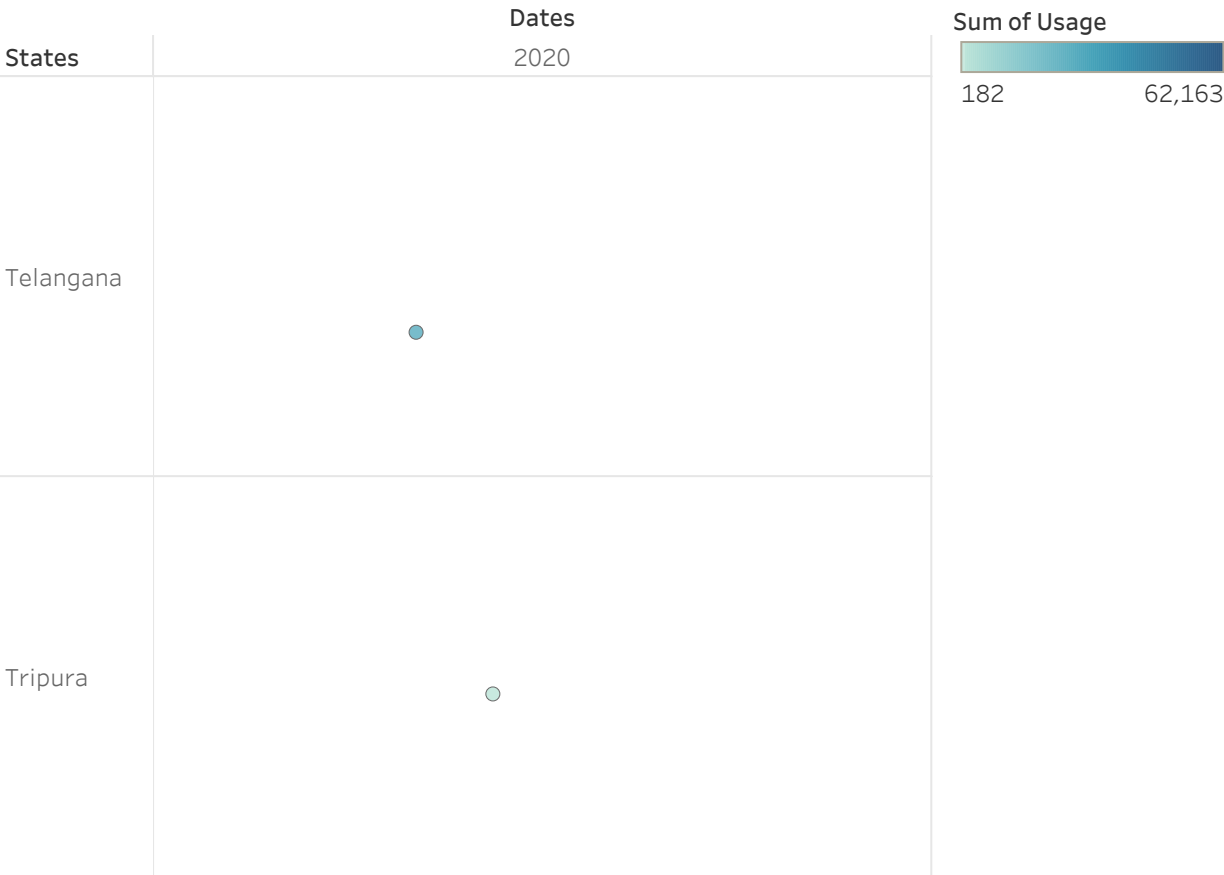 Dates
States
2020
Telangana
Tripura
Sum of Usage
182
62,163